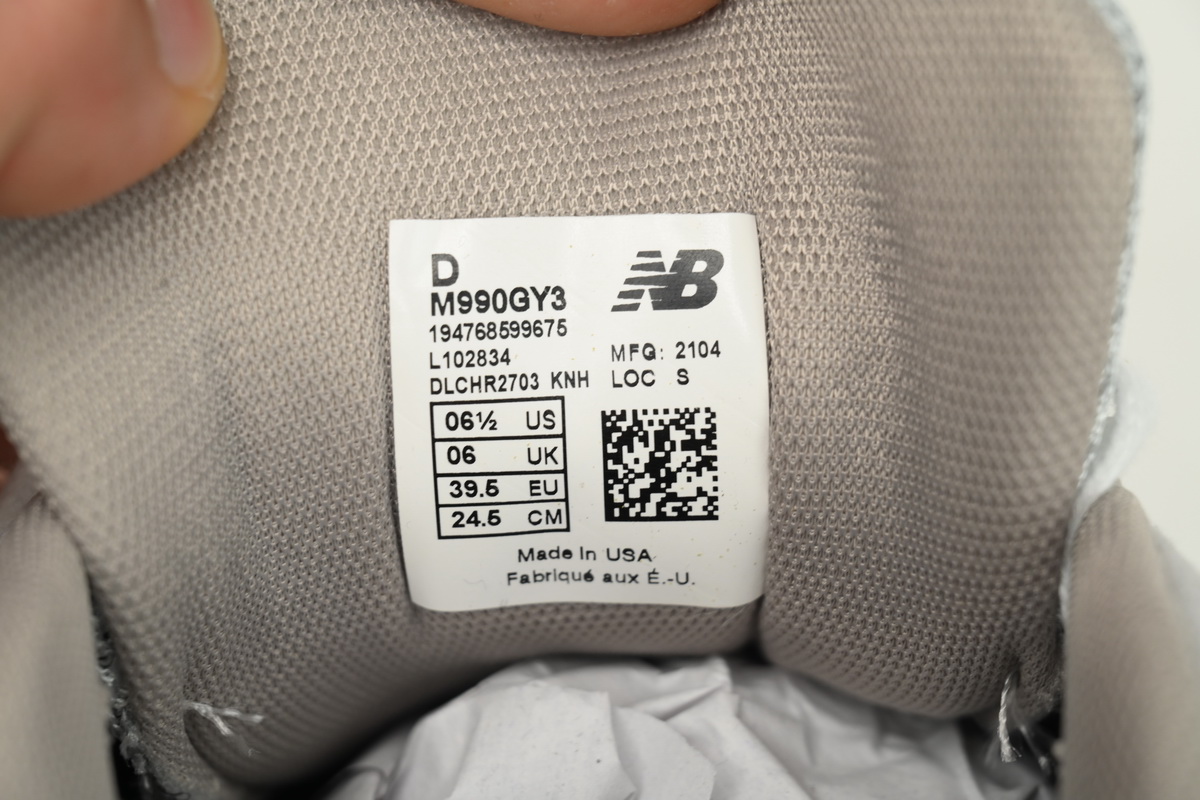 D
NB
M990GY3
194768599675
L102834
MFG: 2104
DLCHR2703 KNH
LOC S
06½ US
06 UK
39.5 EU
24.5 CM
Made In USA
Fabriqué aux É.-U.